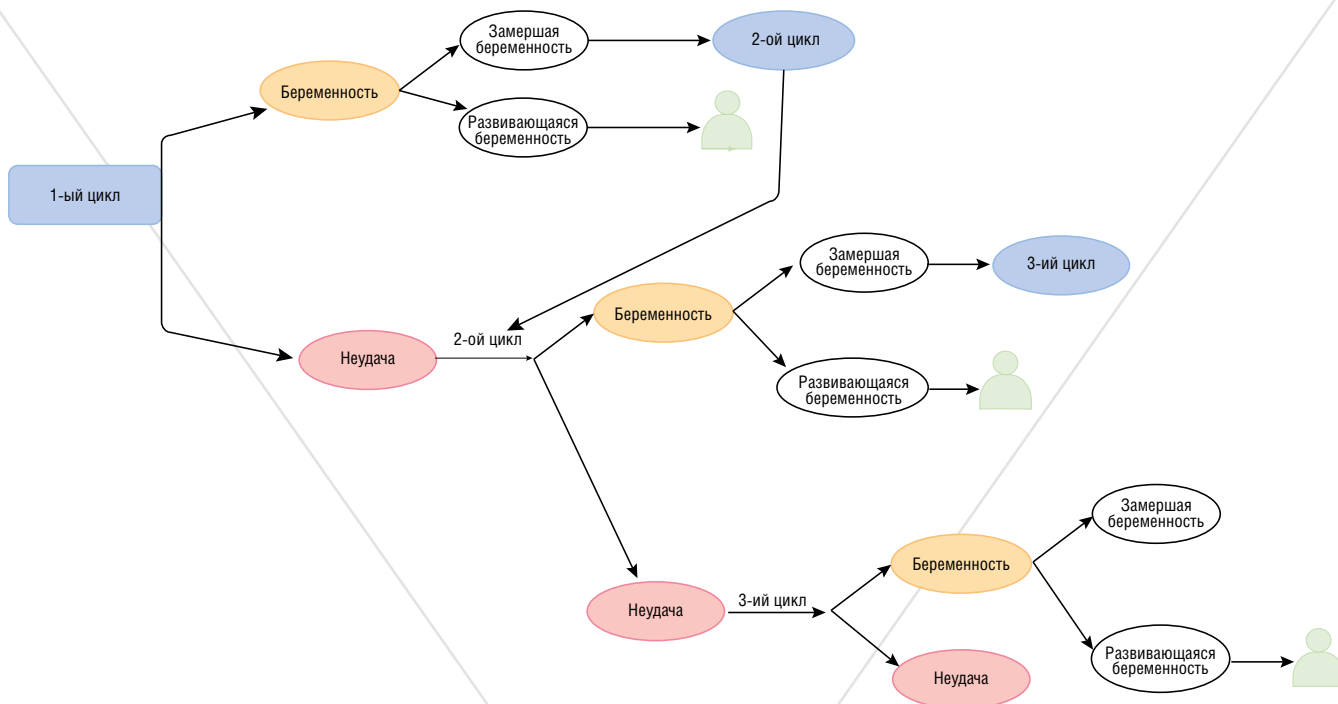 Замершая
беременность
2-ой цикл
Беременность
Развивающаяся
беременность
1-ый цикл
Замершая
беременность
3-ий цикл
Беременность
2-ой цикл
Неудача
Развивающаяся
беременность
Замершая
беременность
Беременность
3-ий цикл
Неудача
Развивающаяся
беременность
Неудача